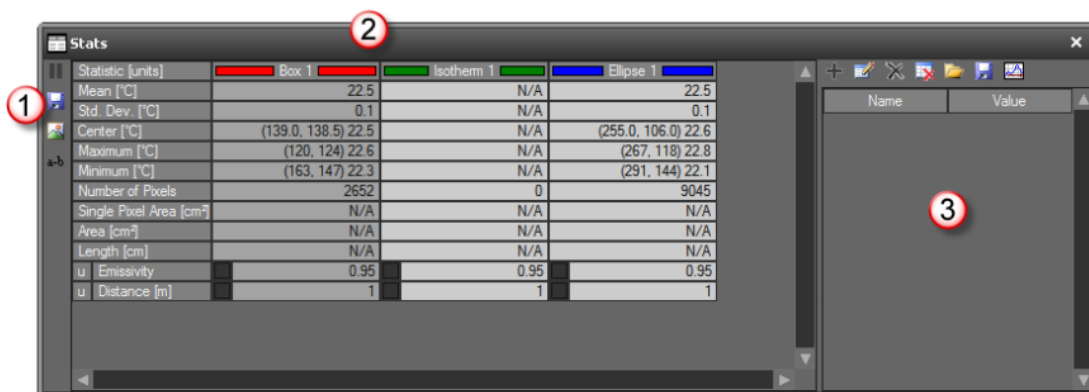 2
Stats
1
Statistic [units] Box 1 Isotherm 1 Ellipse 1
Mean [°C] 22.5 N/A 22.5
Std. Dev. [°C] 0.1 N/A 0.1
Center [°C] (139.0, 138.5) 22.5 N/A (255.0, 106.0) 22.6
Maximum [°C] (120, 124) 22.6 N/A (267, 118) 22.8
Minimum [°C] (163, 147) 22.3 N/A (291, 144) 22.1
Number of Pixels 2652 0 9045
Single Pixel Area [cm²] N/A N/A N/A
Area [cm²] N/A N/A N/A
Length [cm] N/A N/A N/A
u Emissivity 0.95 0.95 0.95
u Distance [m] 1 1 1
a-b
Name Value
3